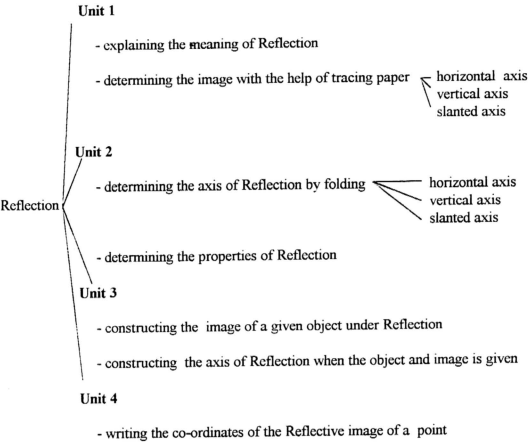 Unit 1
- explaining the meaning of Reflection
- determining the image with the help of tracing paper horizontal axis
vertical axis
slanted axis
Unit 2
- determining the axis of Reflection by folding horizontal axis
vertical axis
Reflection
slanted axis
- determining the properties of Reflection
Unit 3
- constructing the image of a given object under Reflection
- constructing the axis of Reflection when the object and image is given
Unit 4
- writing the co-ordinates of the Reflective image of a point